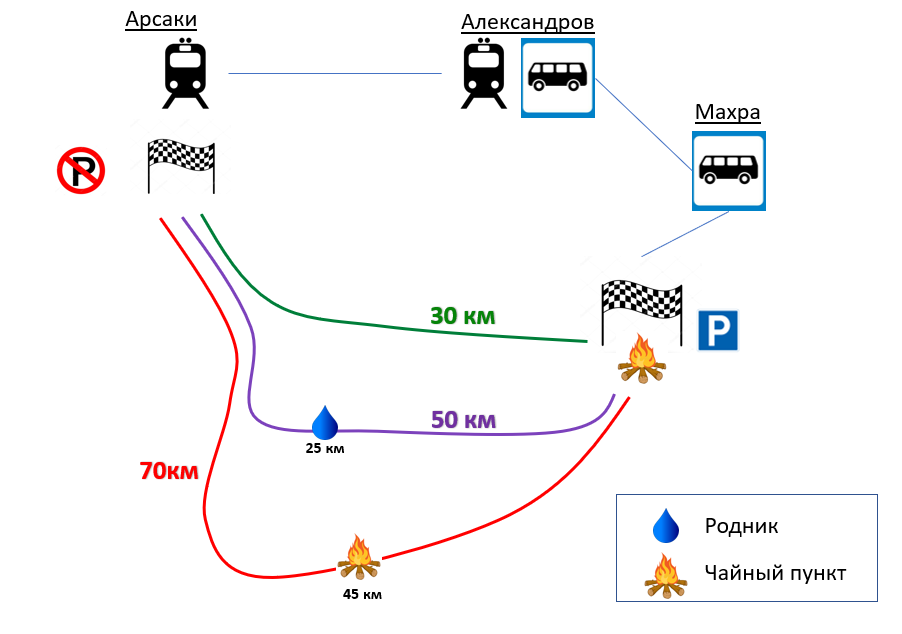 Арсаки
Александров
Махра
P
30 км
P
50 км
25 км
70км
45 км
Родник
Чайный пункт